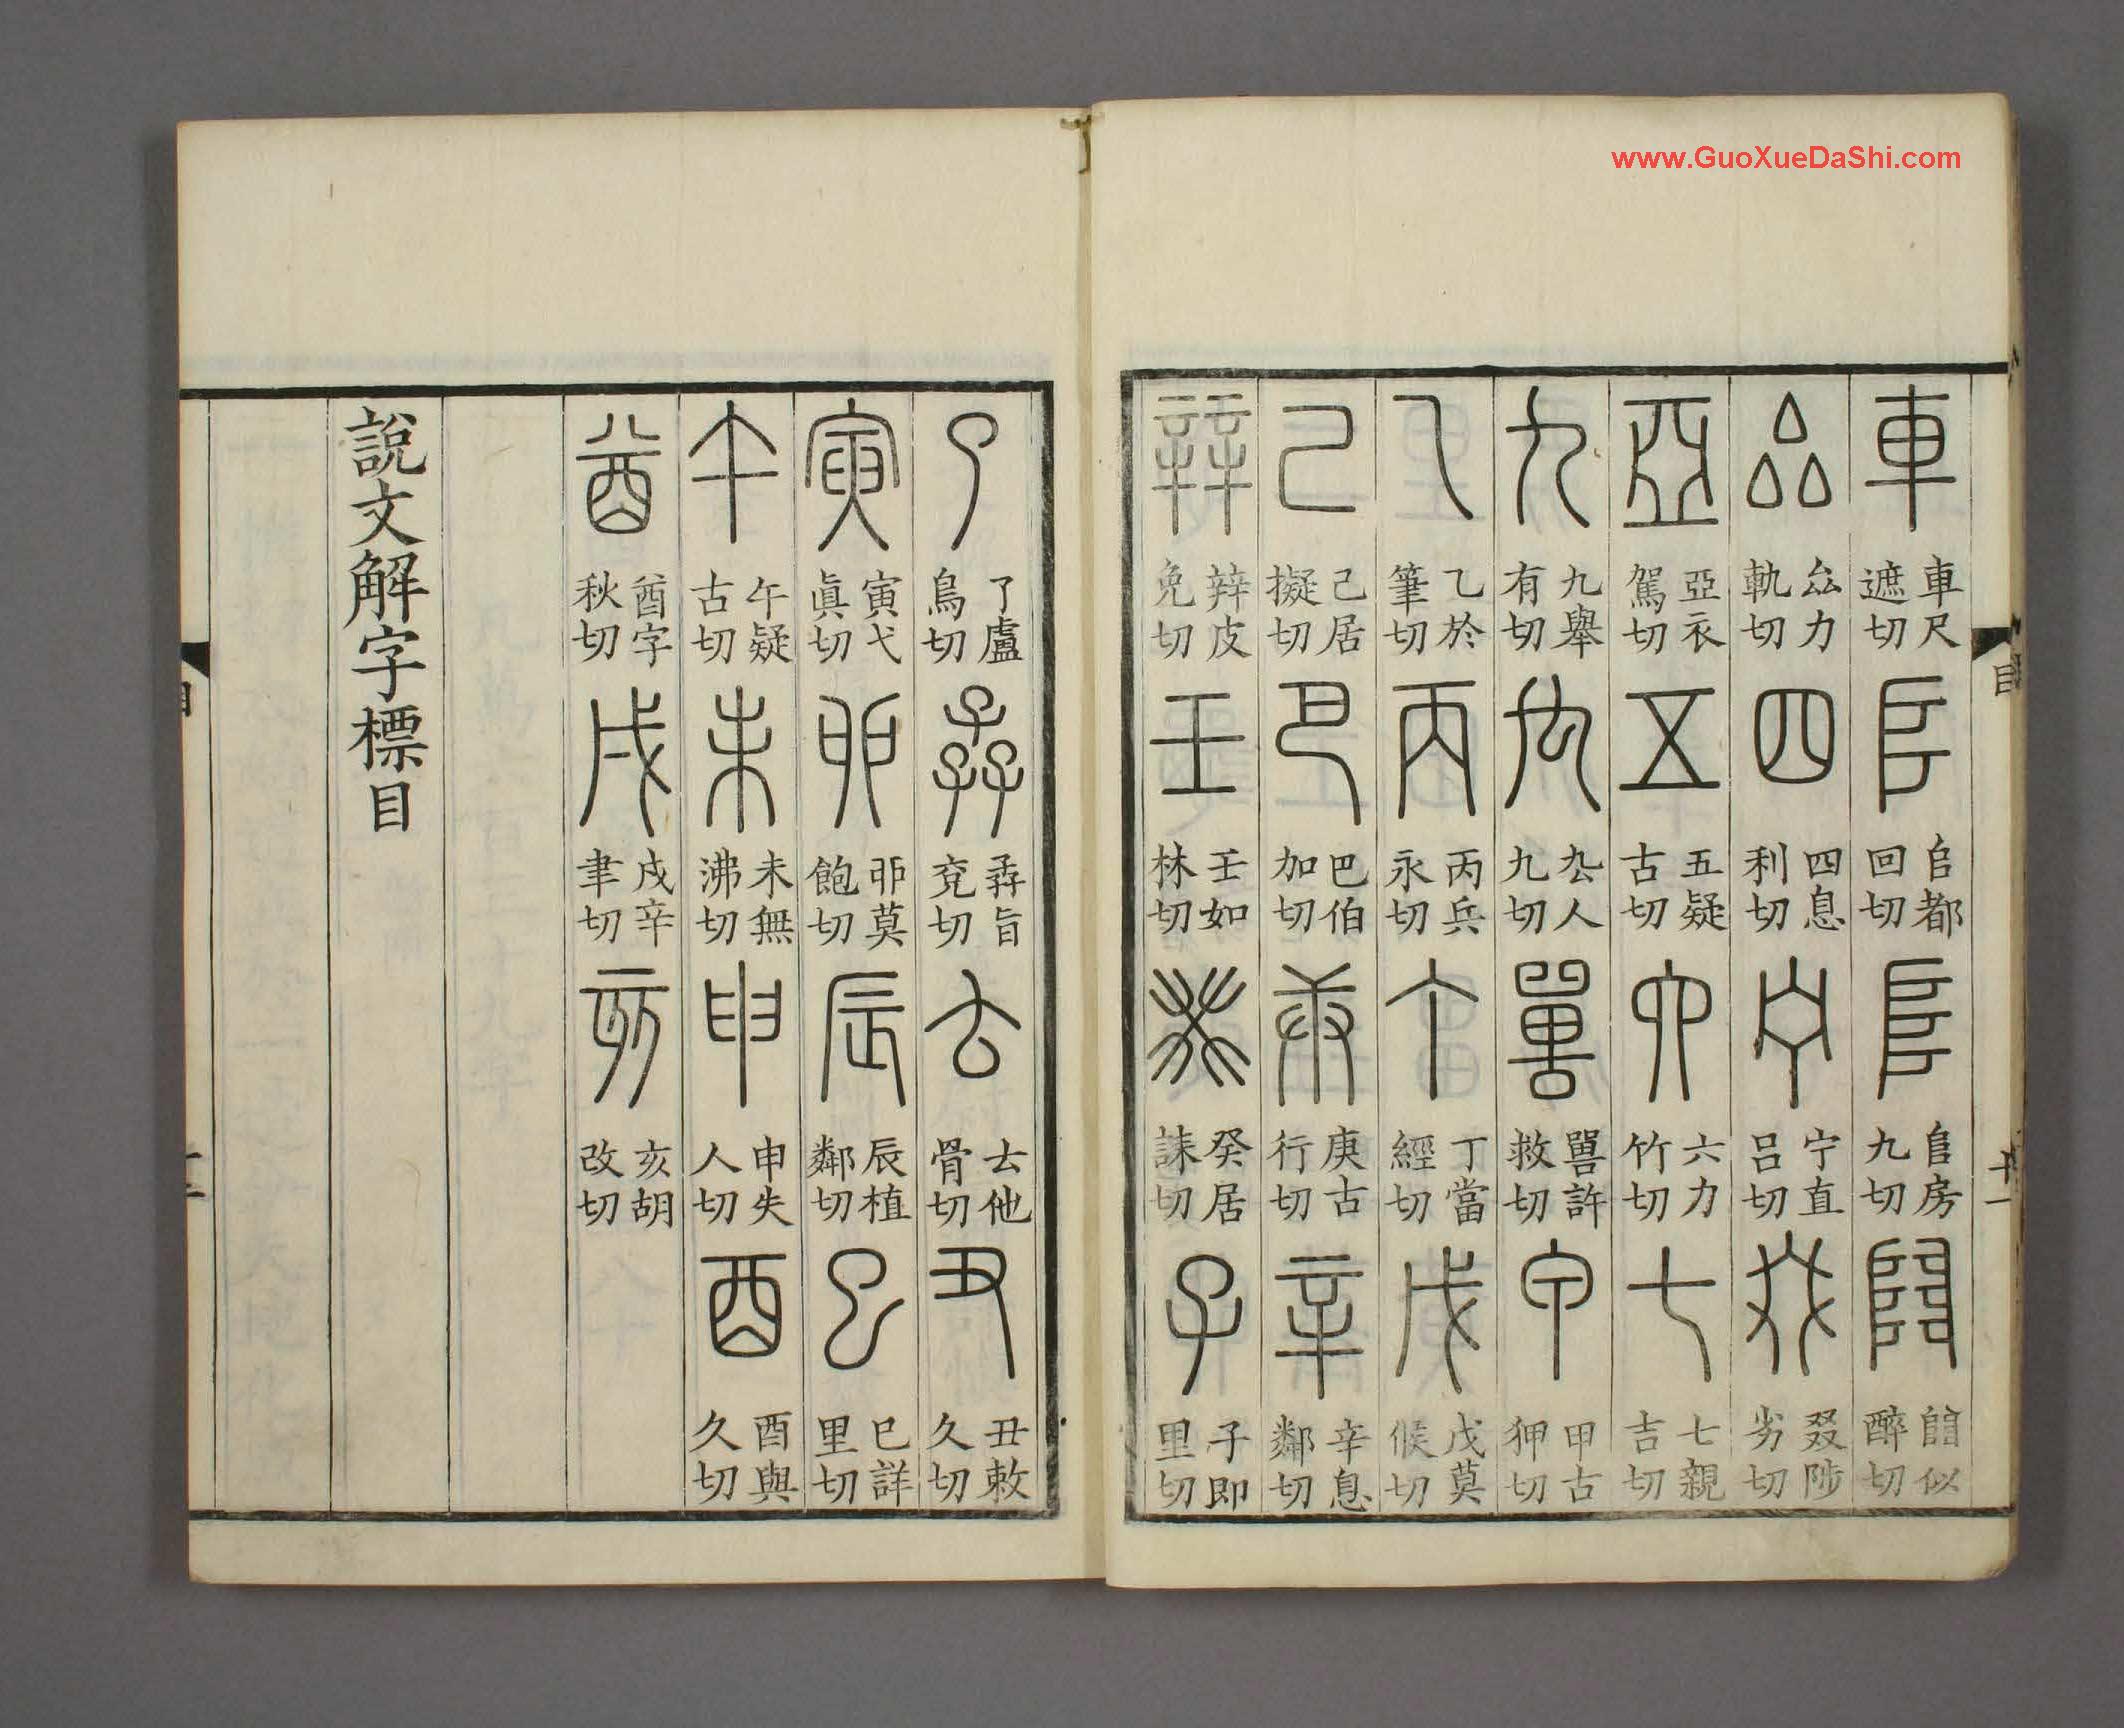 www.GuoXueDaShi.com
目 十一
車 車尺遮切 𠂤 𠂤都回切 𨸏 𨸏房九切 𨺅 𨺅似醉切
厽 厽力軌切 四 四息利切 宁 宁直吕切 叕 叕陟劣切
亞 亞衣駕切 五 五疑古切 六 六力竹切 七 七親吉切
九 九舉有切 禸 禸人九切 嘼 嘼許救切 甲 甲古狎切
乙 乙於筆切 丙 丙兵永切 丁 丁當經切 戊 戊莫候切
己 己居擬切 巴 巴伯加切 庚 庚古行切 辛 辛息鄰切
辡 辡皮免切 壬 壬如林切 癸 癸居誄切 子 子即里切
了 了盧鳥切 孨 孨旨兖切 𠫓 𠫓他骨切 丑 丑敕久切
寅 寅弋眞切 卯 卯莫飽切 辰 辰植鄰切 巳 巳詳里切
午 午疑古切 未 未無沸切 申 申失人切 酉 酉與久切
酋 酋字秋切 戌 戌辛聿切 亥 亥胡改切
說文解字標目